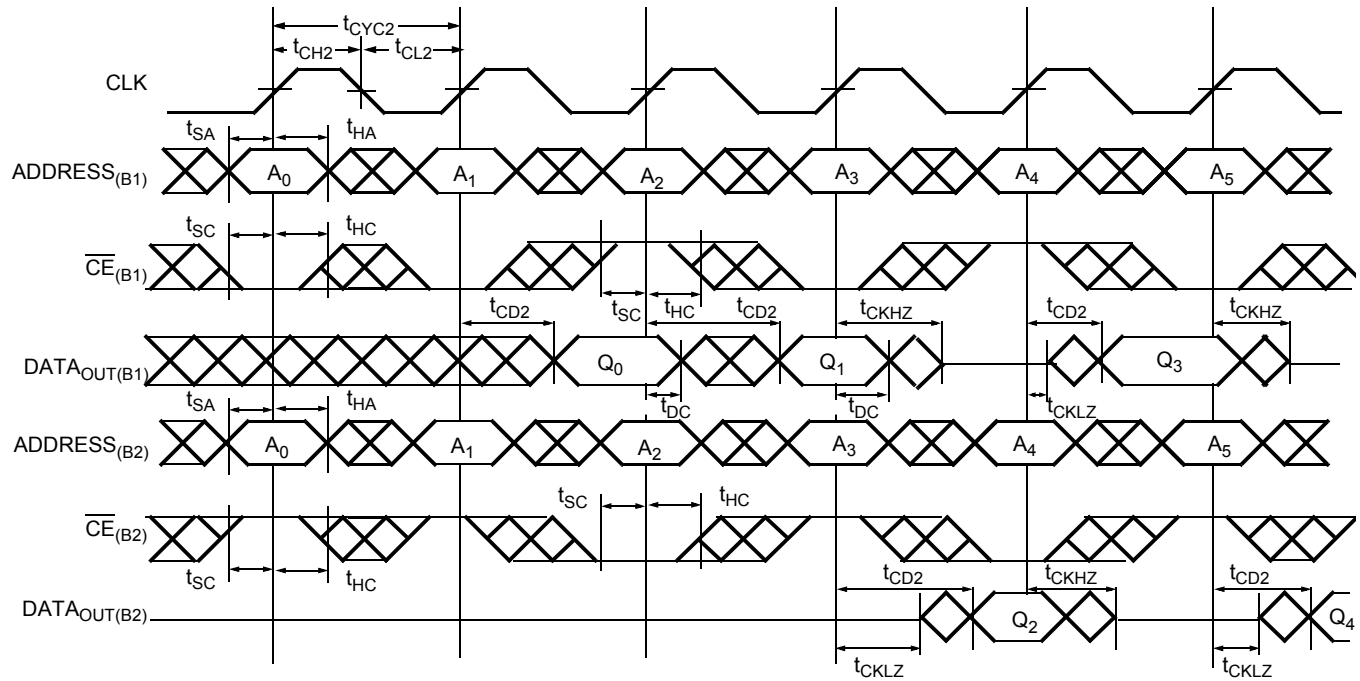 tCYC2
tCH2 tCL2
CLK
tSA tHA
ADDRESS(B1) A0 A1 A2 A3 A4 A5
tSC tHC
CE(B1)
tSC tHC
tCD2 tCD2 tCKHZ tCD2 tCKHZ
DATAOUT(B1) Q0 Q1 Q3
tSA tHA tDC tDC tCKLZ
ADDRESS(B2) A0 A1 A2 A3 A4 A5
tSC tHC
CE(B2)
tSC tHC
tCD2 tCKHZ tCD2
DATAOUT(B2) Q2 Q4
tCKLZ tCKLZ